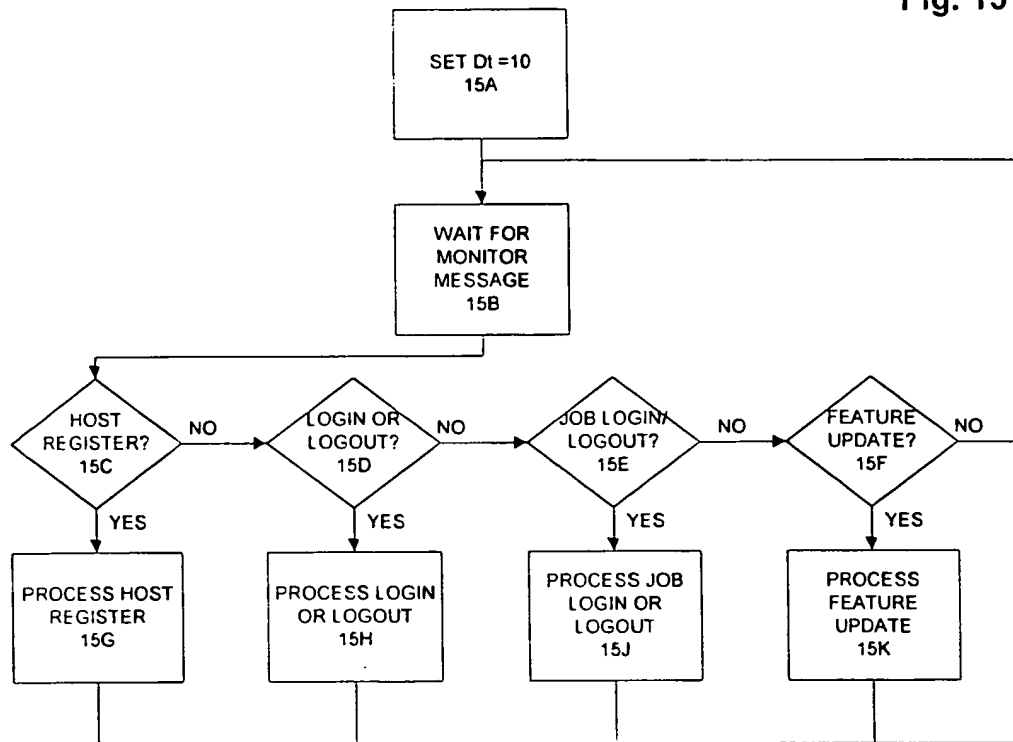 Fig. 15
SET Dt =10
15A
WAIT FOR
MONITOR
MESSAGE
15B
HOST
REGISTER?
15C
NO
LOGIN OR
LOGOUT?
15D
NO
JOB LOGIN/
LOGOUT?
15E
NO
FEATURE
UPDATE?
15F
NO
YES
YES
YES
YES
PROCESS HOST
REGISTER
15G
PROCESS LOGIN
OR LOGOUT
15H
PROCESS JOB
LOGIN OR
LOGOUT
15J
PROCESS
FEATURE
UPDATE
15K